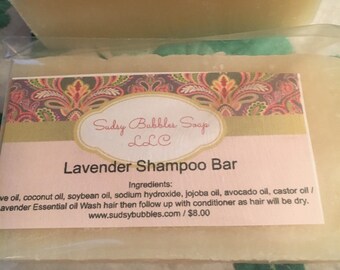 Sudsy Bubbles Soap
L.L.C
Lavender Shampoo Bar
Ingredients:
ve oil, coconut oil, soybean oil, sodium hydroxide, jojoba oil, avocado oil, castor oil /
avender Essential oil Wash hair then follow up with conditioner as hair will be dry.
www.sudsybubbles.com / $8.00